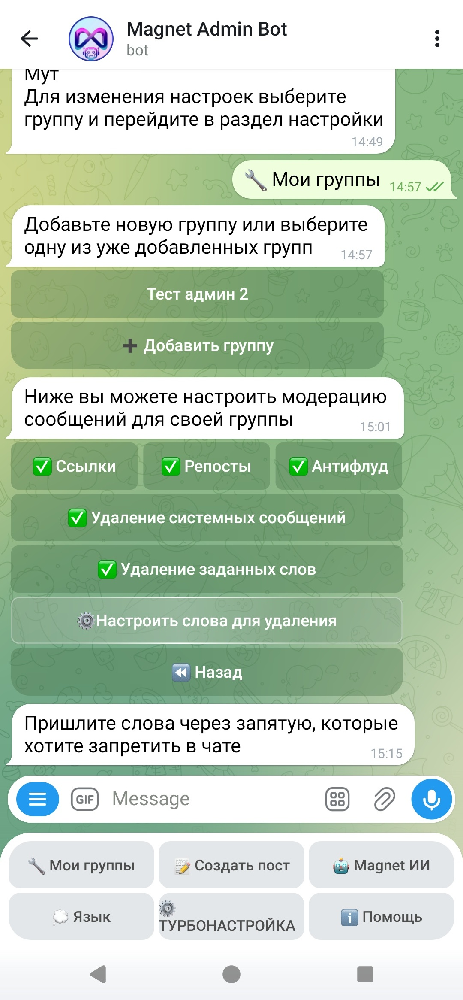 Magnet Admin Bot
bot
Мут
Для изменения настроек выберите
группу и перейдите в раздел настройки
14:49
🔧 Мои группы 14:57
Добавьте новую группу или выберите
одну из уже добавленных групп 14:57
Тест админ 2
➕ Добавить группу
Ниже вы можете настроить модерацию
сообщений для своей группы 15:01
✅ Ссылки ✅ Репосты ✅ Антифлуд
✅ Удаление системных сообщений
✅ Удаление заданных слов
⚙️Настроить слова для удаления
⏪ Назад
Пришлите слова через запятую, которые
хотите запретить в чате 15:15
GIF Message
🔧 Мои группы 📝 Создать пост 🤖 Magnet ИИ
💭 Язык ⚙️ ТУРБОНАСТРОЙКА ℹ️ Помощь